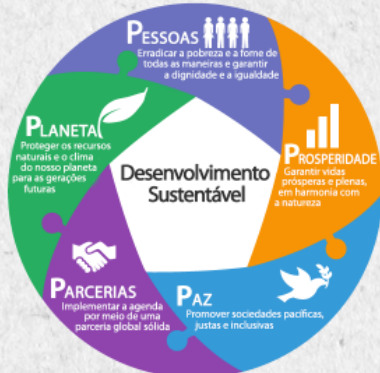 PESSOAS
Erradicar a pobreza e a fome de
todas as maneiras e garantir
a dignidade e a igualdade
PROSPERIDADE
Garantir vidas
prósperas e plenas,
em harmonia com
a natureza
PAZ
Promover sociedades pacíficas,
justas e inclusivas
PARCERIAS
Implementar a agenda
por meio de uma
parceria global sólida
PLANETA
Proteger os recursos
naturais e o clima
do nosso planeta
para as gerações
futuras
Desenvolvimento
Sustentável